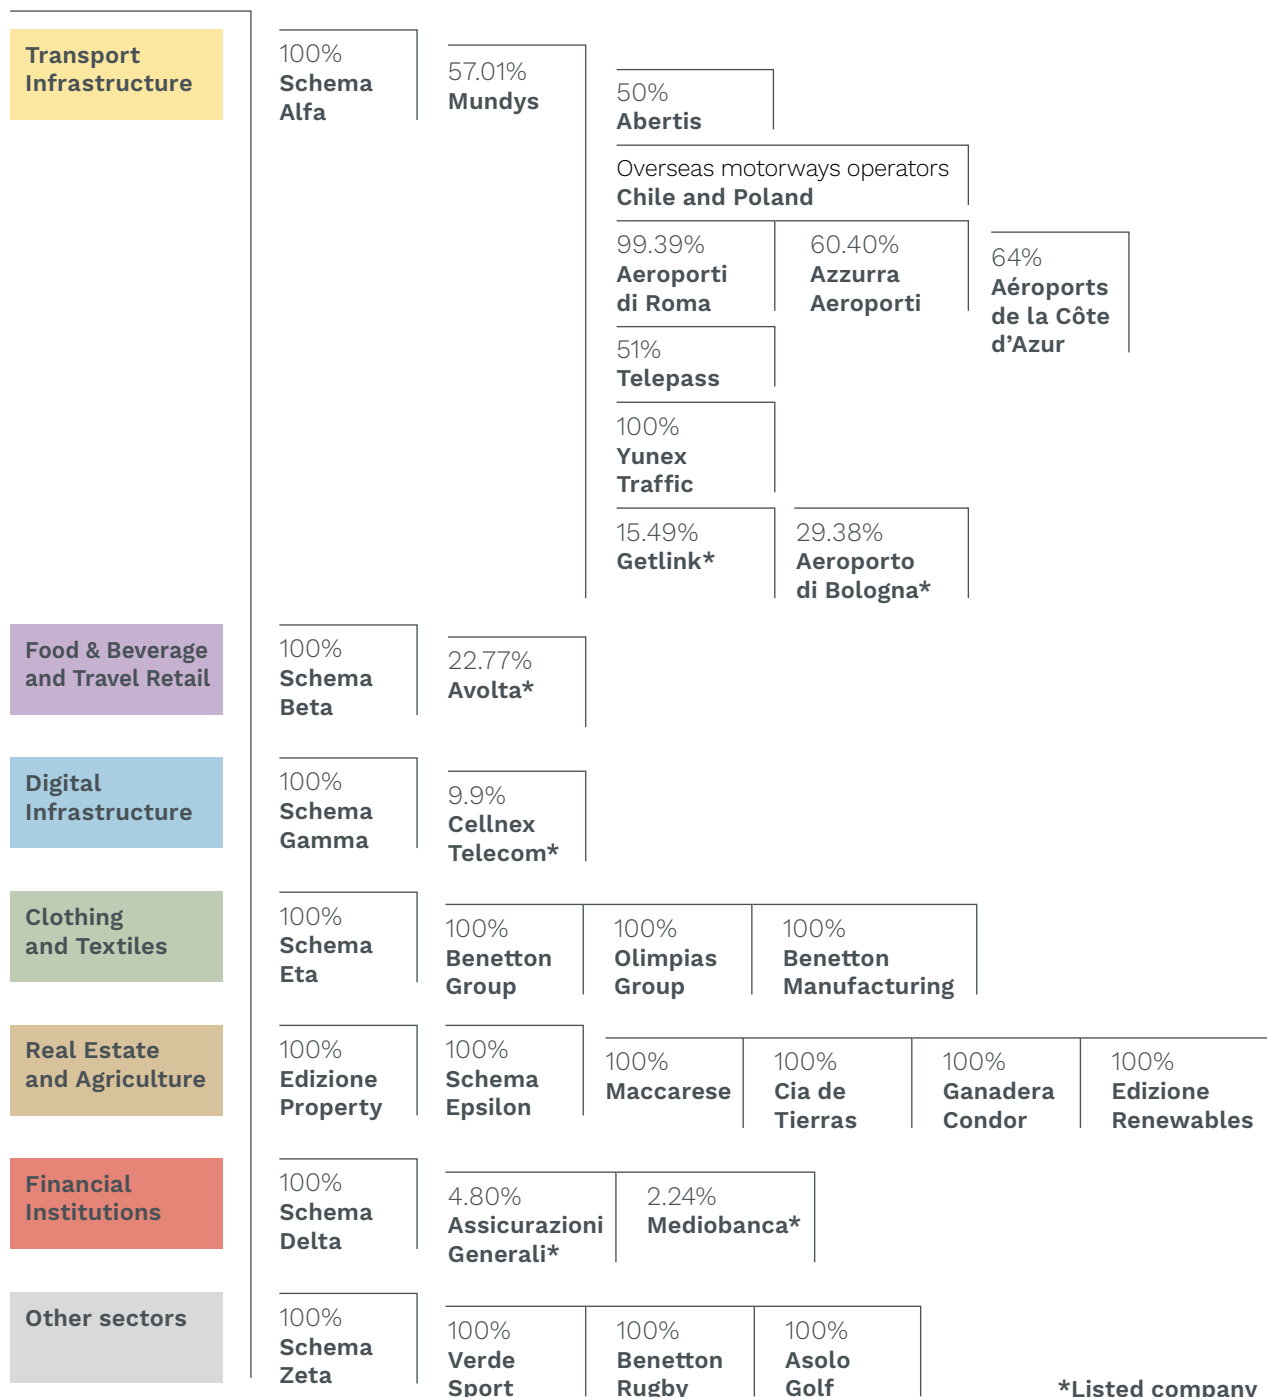 Transport
Infrastructure
100%
Schema
Alfa
57.01%
Mundys
50%
Abertis
Overseas motorways operators
Chile and Poland
99.39%
Aeroporti
di Roma
60.40%
Azzurra
Aeroporti
64%
Aéroports
de la Côte
d’Azur
51%
Telepass
100%
Yunex
Traffic
15.49%
Getlink*
29.38%
Aeroporto
di Bologna*
Food & Beverage
and Travel Retail
100%
Schema
Beta
22.77%
Avolta*
Digital
Infrastructure
100%
Schema
Gamma
9.9%
Cellnex
Telecom*
Clothing
and Textiles
100%
Schema
Eta
100%
Benetton
Group
100%
Olimpias
Group
100%
Benetton
Manufacturing
Real Estate
and Agriculture
100%
Edizione
Property
100%
Schema
Epsilon
100%
Maccarese
100%
Cia de
Tierras
100%
Ganadera
Condor
100%
Edizione
Renewables
Financial
Institutions
100%
Schema
Delta
4.80%
Assicurazioni
Generali*
2.24%
Mediobanca*
Other sectors
100%
Schema
Zeta
100%
Verde
Sport
100%
Benetton
Rugby
100%
Asolo
Golf
*Listed company